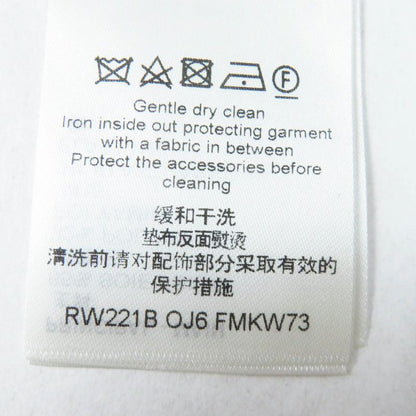 F
Gentle dry clean
Iron inside out protecting garment
with a fabric in between
Protect the accessories before
cleaning
缓和干洗
垫布反面熨烫
清洗前请对配饰部分采取有效的
保护措施
RW221B OJ6 FMKW73